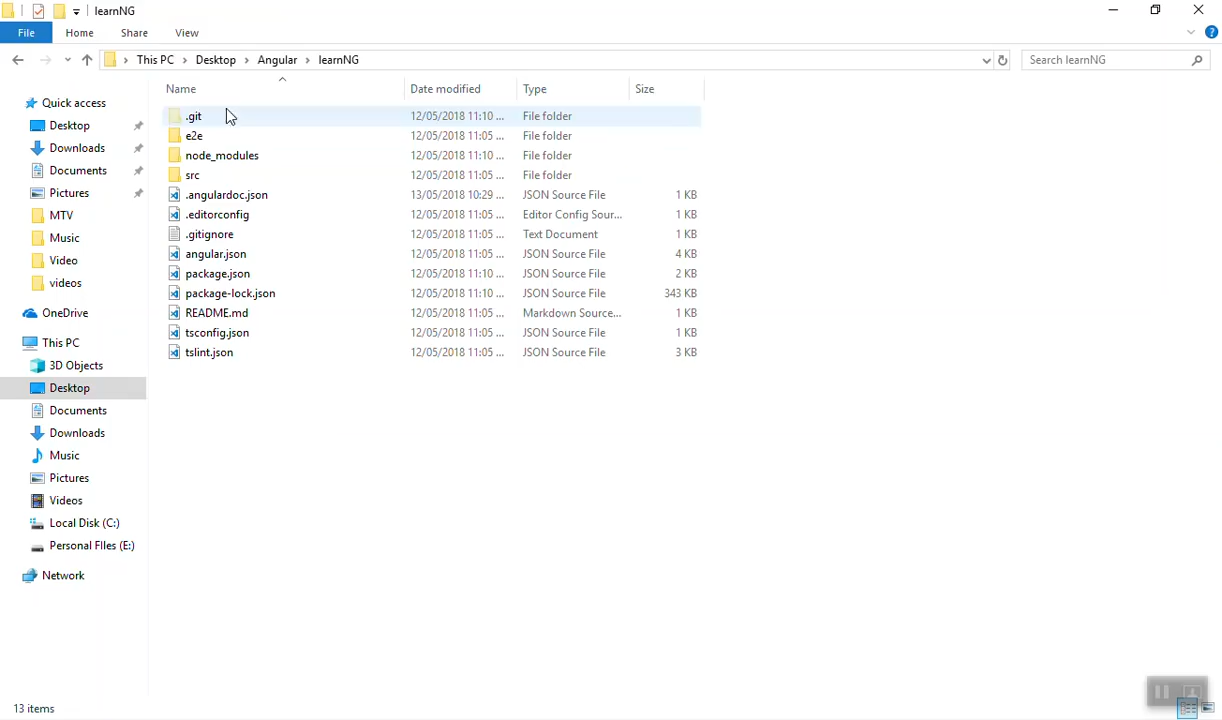 learnNG
File Home Share View
This PC Desktop Angular learnNG
Search learnNG
Name Date modified Type Size
Quick access
Desktop
Downloads
Documents
Pictures
MTV
Music
Video
videos
OneDrive
This PC
3D Objects
Desktop
Documents
Downloads
Music
Pictures
Videos
Local Disk (C:)
Personal FIles (E:)
Network
.git 12/05/2018 11:10 ... File folder
e2e 12/05/2018 11:05 ... File folder
node_modules 12/05/2018 11:10 ... File folder
src 12/05/2018 11:05 ... File folder
.angulardoc.json 13/05/2018 10:29 ... JSON Source File 1 KB
.editorconfig 12/05/2018 11:05 ... Editor Config Sour... 1 KB
.gitignore 12/05/2018 11:05 ... Text Document 1 KB
angular.json 12/05/2018 11:05 ... JSON Source File 4 KB
package.json 12/05/2018 11:10 ... JSON Source File 2 KB
package-lock.json 12/05/2018 11:10 ... JSON Source File 343 KB
README.md 12/05/2018 11:05 ... Markdown Source... 1 KB
tsconfig.json 12/05/2018 11:05 ... JSON Source File 1 KB
tslint.json 12/05/2018 11:05 ... JSON Source File 3 KB
13 items